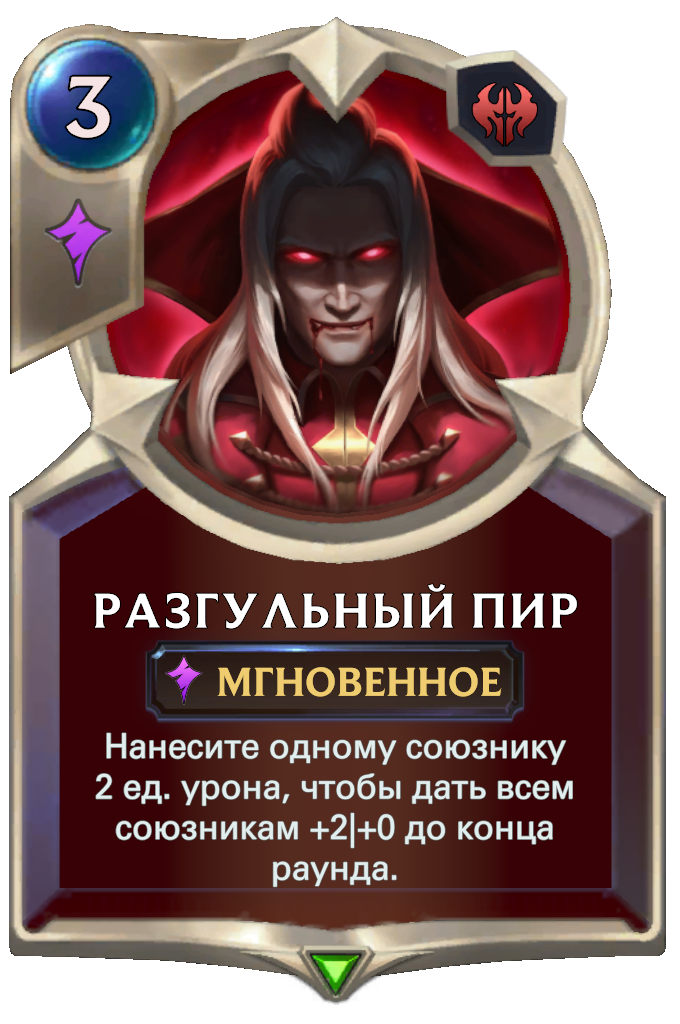 3
РАЗГУЛЬНЫЙ ПИР
МГНОВЕННОЕ
Нанесите одному союзнику
2 ед. урона, чтобы дать всем
союзникам +2|+0 до конца
раунда.